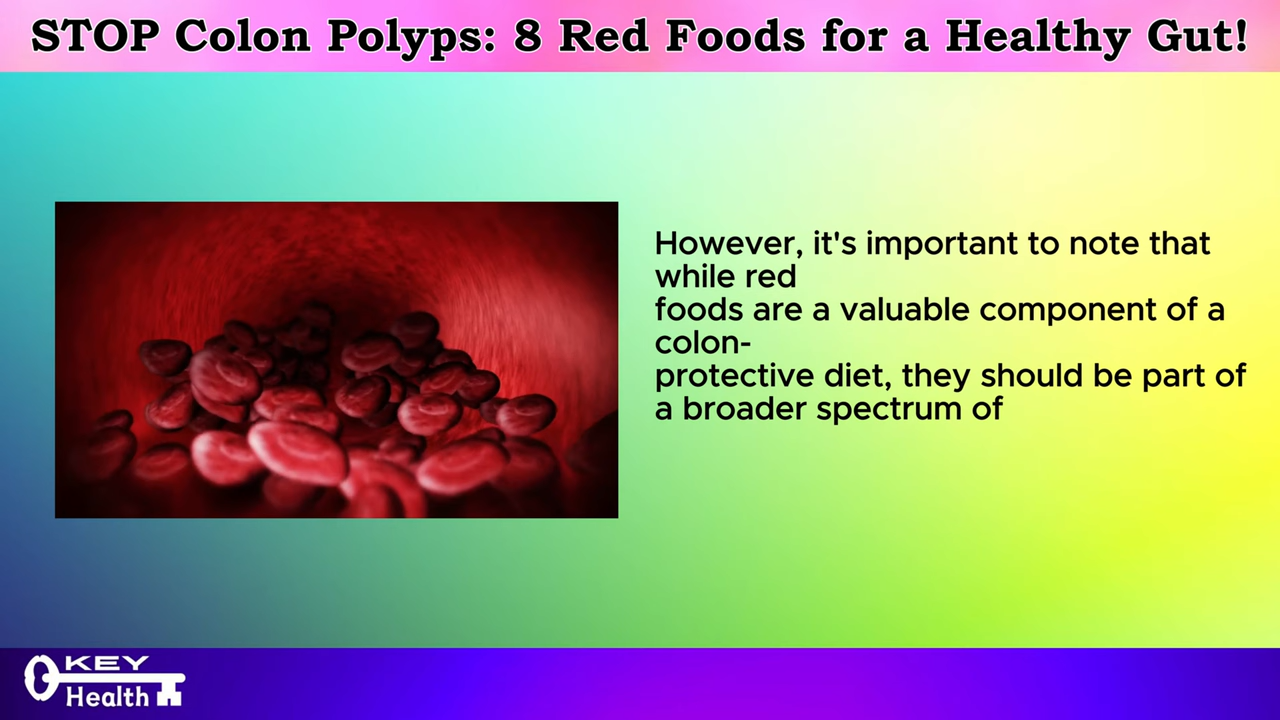 STOP Colon Polyps: 8 Red Foods for a Healthy Gut!
However, it's important to note that
while red
foods are a valuable component of a
colon-
protective diet, they should be part of
a broader spectrum of
KEY
Health